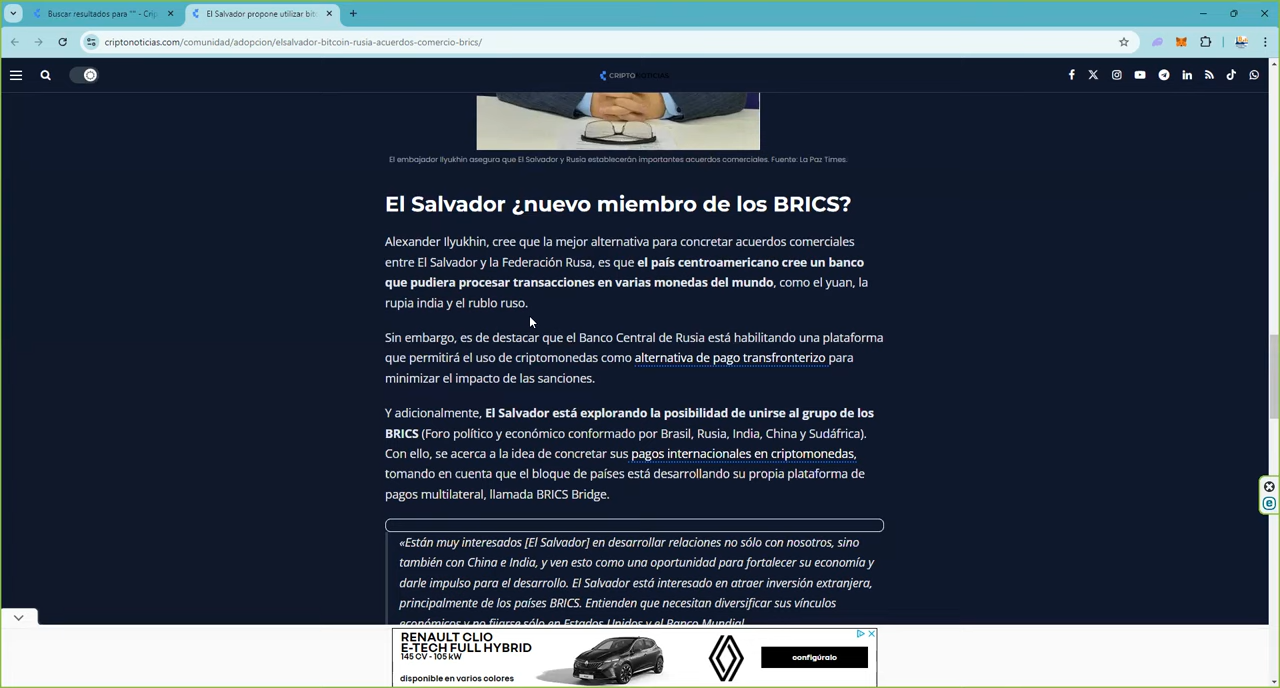 Buscar resultados para "" - Crip
El Salvador propone utilizar bit
criptonoticias.com/comunidad/adopcion/elsalvador-bitcoin-rusia-acuerdos-comercio-brics/
CRIPTONOTICIAS
El embajador Ilyukhin asegura que El Salvador y Rusia establecerán importantes acuerdos comerciales. Fuente: La Paz Times.
El Salvador ¿nuevo miembro de los BRICS?
Alexander Ilyukhin, cree que la mejor alternativa para concretar acuerdos comerciales
entre El Salvador y la Federación Rusa, es que el país centroamericano cree un banco
que pudiera procesar transacciones en varias monedas del mundo, como el yuan, la
rupia india y el rublo ruso.
Sin embargo, es de destacar que el Banco Central de Rusia está habilitando una plataforma
que permitirá el uso de criptomonedas como alternativa de pago transfronterizo para
minimizar el impacto de las sanciones.
Y adicionalmente, El Salvador está explorando la posibilidad de unirse al grupo de los
BRICS (Foro político y económico conformado por Brasil, Rusia, India, China y Sudáfrica).
Con ello, se acerca a la idea de concretar sus pagos internacionales en criptomonedas,
tomando en cuenta que el bloque de países está desarrollando su propia plataforma de
pagos multilateral, llamada BRICS Bridge.
«Están muy interesados [El Salvador] en desarrollar relaciones no sólo con nosotros, sino
también con China e India, y ven esto como una oportunidad para fortalecer su economía y
darle impulso para el desarrollo. El Salvador está interesado en atraer inversión extranjera,
principalmente de los países BRICS. Entienden que necesitan diversificar sus vínculos
económicos y no fijarse sólo en Estados Unidos y el Banco Mundial
RENAULT CLIO
E-TECH FULL HYBRID
145 CV - 105 kW
disponible en varios colores
configúralo